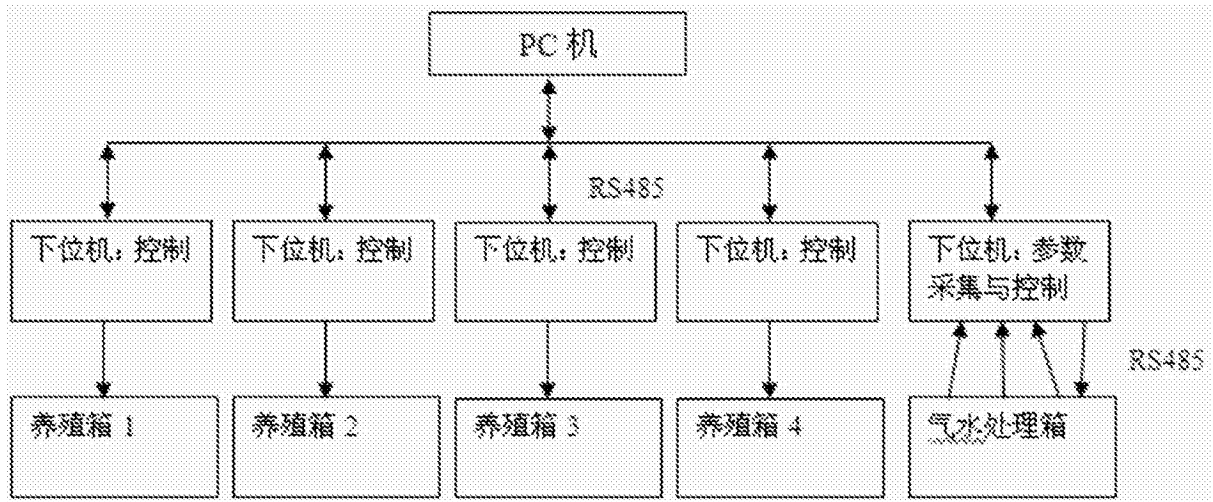 PC 机
RS485
下位机：控制
下位机：控制
下位机：控制
下位机：控制
下位机：参数
采集与控制
RS485
养殖箱 1
养殖箱 2
养殖箱 3
养殖箱 4
气水处理箱